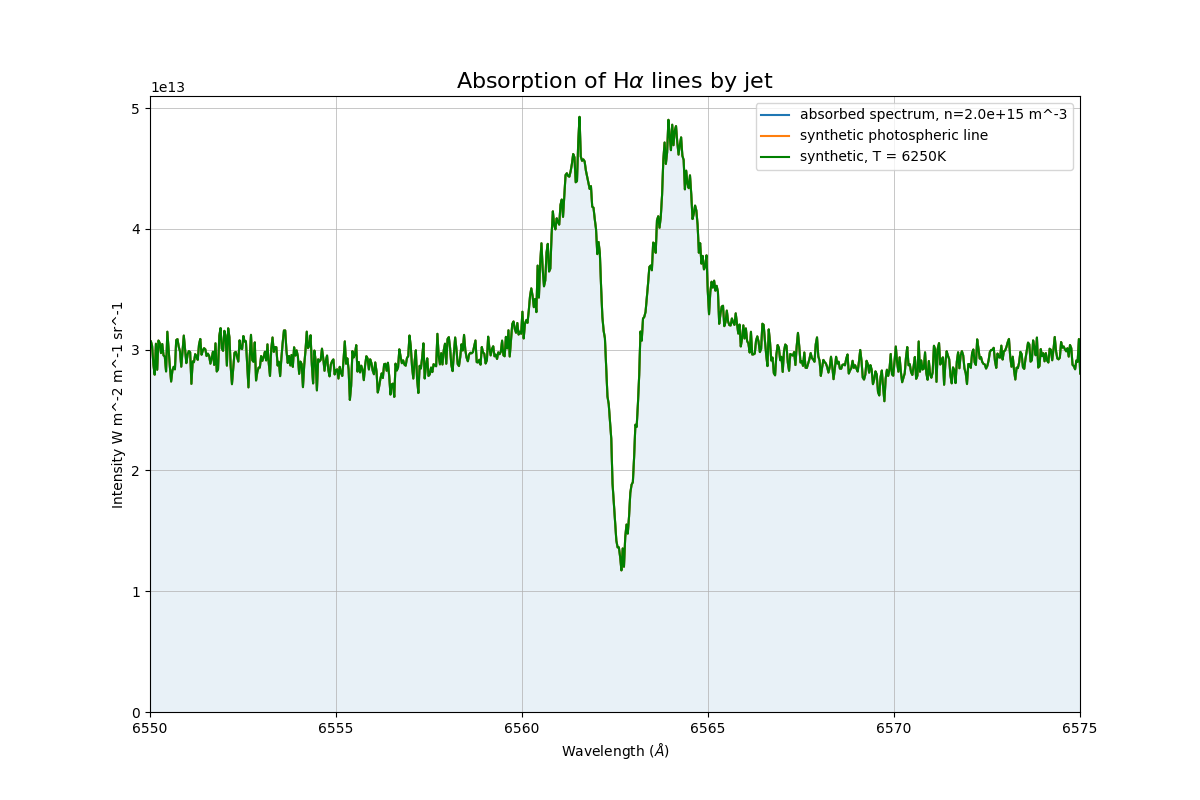 Absorption of Hα lines by jet
1e13
absorbed spectrum, n=2.0e+15 m^-3
synthetic photospheric line
synthetic, T = 6250K
5
4
3
2
1
0
Intensity W m^-2 m^-1 sr^-1
6550 6555 6560 6565 6570 6575
Wavelength (Å)